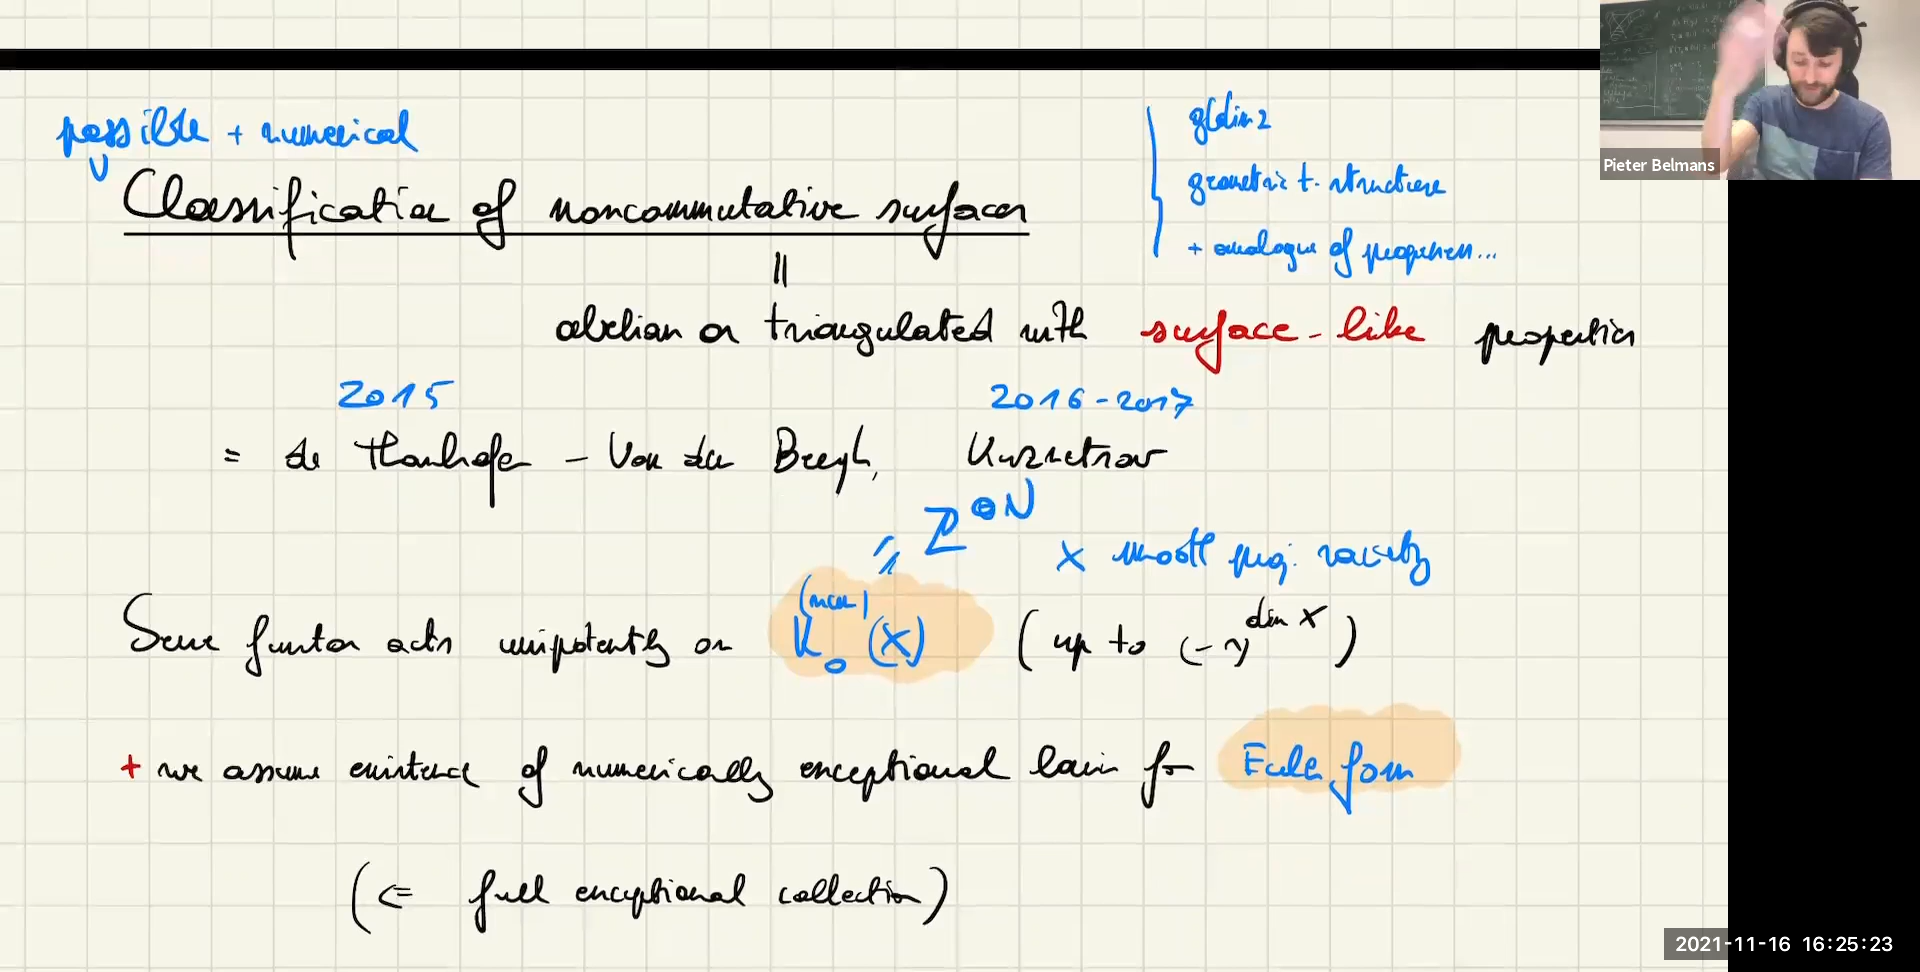 possible + numerical
Classification of noncommutative surfaces
gldim 2
geometric t-structure
+ analogue of properties...
=
abelian or triangulated with surface-like properties
2015
2016-2017
= de Thanhoffer - Van den Bergh, Kuznetsov
≅ Z^⊕N
X smooth proj. variety
Serre functor acts unipotently on K_0^(num)(X) (up to (-1)^dim X)
+ we assume existence of numerically exceptional basis for Euler form
(⇐ full exceptional collection)
Pieter Belmans
2021-11-16 16:25:23